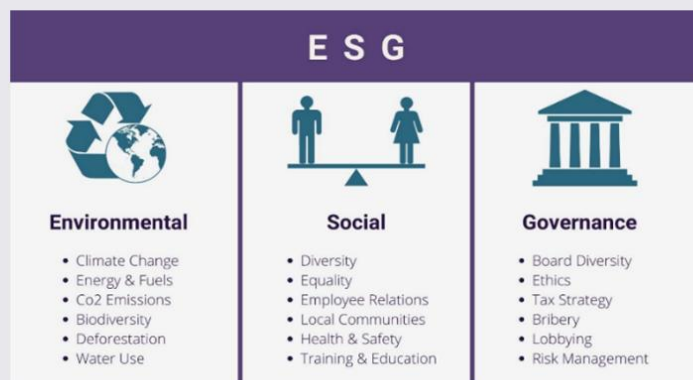 E S G
Environmental
• Climate Change
• Energy & Fuels
• Co2 Emissions
• Biodiversity
• Deforestation
• Water Use
Social
• Diversity
• Equality
• Employee Relations
• Local Communities
• Health & Safety
• Training & Education
Governance
• Board Diversity
• Ethics
• Tax Strategy
• Bribery
• Lobbying
• Risk Management